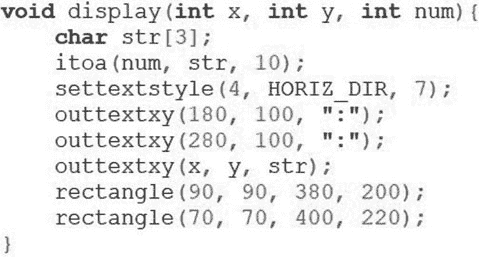 void display(int x, int y, int num){
    char str[3];
    itoa(num, str, 10);
    settextstyle(4, HORIZ_DIR, 7);
    outtextxy(180, 100, ":");
    outtextxy(280, 100, ":");
    outtextxy(x, y, str);
    rectangle(90, 90, 380, 200);
    rectangle(70, 70, 400, 220);
}